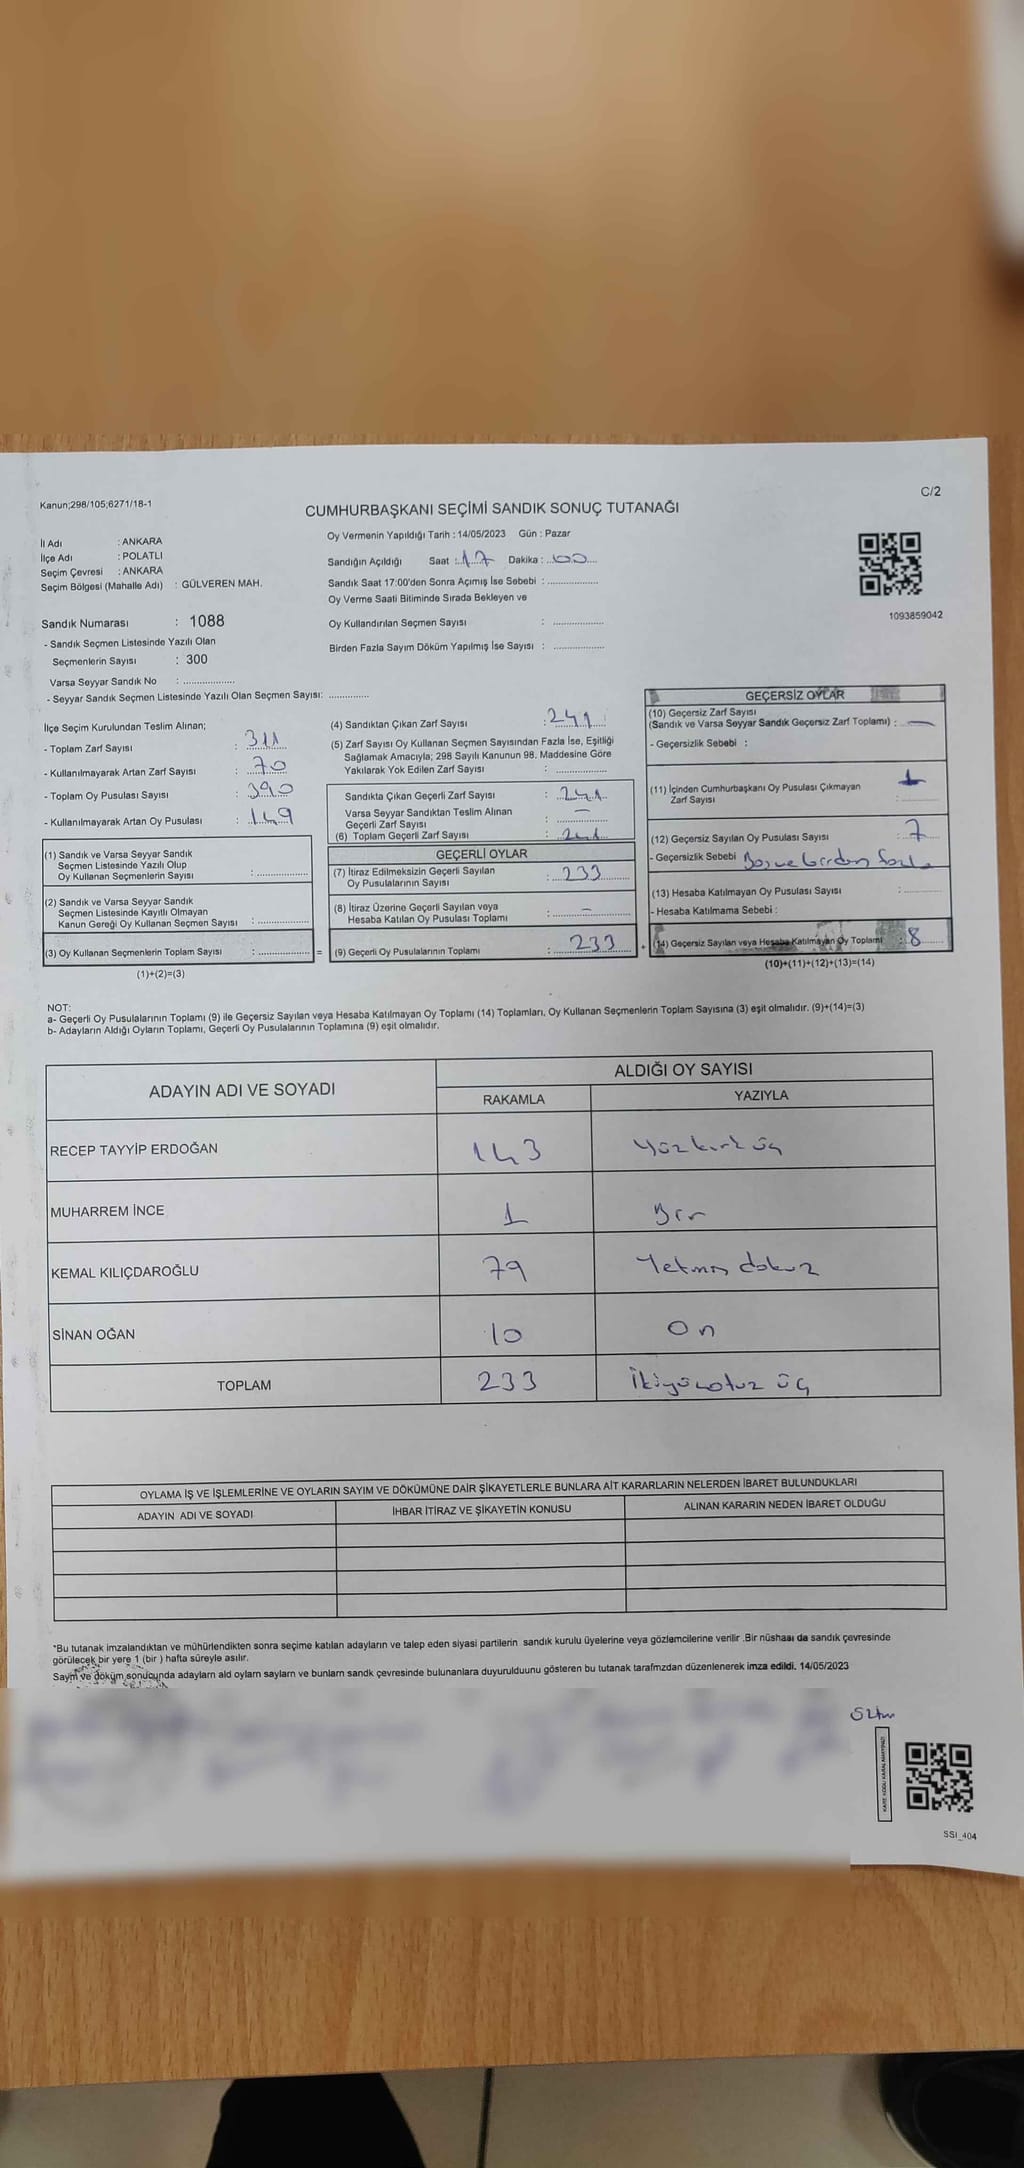 Kanun;298/105;6271/18-1
C/2
CUMHURBAŞKANI SEÇİMİ SANDIK SONUÇ TUTANAĞI
İl Adı : ANKARA
İlçe Adı : POLATLI
Seçim Çevresi : ANKARA
Seçim Bölgesi (Mahalle Adı) : GÜLVEREN MAH.
Sandık Numarası : 1088
- Sandık Seçmen Listesinde Yazılı Olan
Seçmenlerin Sayısı : 300
Varsa Seyyar Sandık No : ..................
- Seyyar Sandık Seçmen Listesinde Yazılı Olan Seçmen Sayısı: ..............
Oy Vermenin Yapıldığı Tarih : 14/05/2023 Gün : Pazar
Sandığın Açıldığı Saat : 17 Dakika : 00
Sandık Saat 17:00'den Sonra Açımış İse Sebebi : ..................
Oy Verme Saati Bitiminde Sırada Bekleyen ve
Oy Kullandırılan Seçmen Sayısı : ..................
Birden Fazla Sayım Döküm Yapılmış İse Sayısı : ..................
1093859042
İlçe Seçim Kurulundan Teslim Alınan;
- Toplam Zarf Sayısı : 311
- Kullanılmayarak Artan Zarf Sayısı : 70
- Toplam Oy Pusulası Sayısı : 390
- Kullanılmayarak Artan Oy Pusulası : 149
(1) Sandık ve Varsa Seyyar Sandık
Seçmen Listesinde Yazılı Olup
Oy Kullanan Seçmenlerin Sayısı : ..................
(2) Sandık ve Varsa Seyyar Sandık
Seçmen Listesinde Kayıtlı Olmayan
Kanun Gereği Oy Kullanan Seçmen Sayısı : ..................
(3) Oy Kullanan Seçmenlerin Toplam Sayısı : .................. =
(1)+(2)=(3)
(4) Sandıktan Çıkan Zarf Sayısı : 241
(5) Zarf Sayısı Oy Kullanan Seçmen Sayısından Fazla İse, Eşitliği
Sağlamak Amacıyla; 298 Sayılı Kanunun 98. Maddesine Göre
Yakılarak Yok Edilen Zarf Sayısı : ..................
Sandıkta Çıkan Geçerli Zarf Sayısı : 241
Varsa Seyyar Sandıktan Teslim Alınan
Geçerli Zarf Sayısı : —
(6) Toplam Geçerli Zarf Sayısı : 241
GEÇERLİ OYLAR
(7) İtiraz Edilmeksizin Geçerli Sayılan
Oy Pusulalarının Sayısı : 233
(8) İtiraz Üzerine Geçerli Sayılan veya
Hesaba Katılan Oy Pusulası Toplamı : —
(9) Geçerli Oy Pusulalarının Toplamı : 233 +
GEÇERSİZ OYLAR
(10) Geçersiz Zarf Sayısı
(Sandık ve Varsa Seyyar Sandık Geçersiz Zarf Toplamı) : —
- Geçersizlik Sebebi :
(11) İçinden Cumhurbaşkanı Oy Pusulası Çıkmayan
Zarf Sayısı : 1
(12) Geçersiz Sayılan Oy Pusulası Sayısı : 7
- Geçersizlik Sebebi Boş ve birden fazla
(13) Hesaba Katılmayan Oy Pusulası Sayısı : ..........
- Hesaba Katılmama Sebebi :
(14) Geçersiz Sayılan veya Hesaba Katılmayan Oy Toplamı : 8
(10)+(11)+(12)+(13)=(14)
NOT:
a- Geçerli Oy Pusulalarının Toplamı (9) ile Geçersiz Sayılan veya Hesaba Katılmayan Oy Toplamı (14) Toplamları, Oy Kullanan Seçmenlerin Toplam Sayısına (3) eşit olmalıdır. (9)+(14)=(3)
b- Adayların Aldığı Oyların Toplamı, Geçerli Oy Pusulalarının Toplamına (9) eşit olmalıdır.
ADAYIN ADI VE SOYADI
ALDIĞI OY SAYISI
RAKAMLA YAZIYLA
RECEP TAYYİP ERDOĞAN 143 Yüzkırk üç
MUHARREM İNCE 1 Bir
KEMAL KILIÇDAROĞLU 79 Yetmiş dokuz
SİNAN OĞAN 10 On
TOPLAM 233 İkiyüzotuz üç
OYLAMA İŞ VE İŞLEMLERİNE VE OYLARIN SAYIM VE DÖKÜMÜNE DAİR ŞİKAYETLERLE BUNLARA AİT KARARLARIN NELERDEN İBARET BULUNDUKLARI
ADAYIN ADI VE SOYADI İHBAR İTİRAZ VE ŞİKAYETİN KONUSU ALINAN KARARIN NEDEN İBARET OLDUĞU
*Bu tutanak imzalandıktan ve mühürlendikten sonra seçime katılan adayların ve talep eden siyasi partilerin sandık kurulu üyelerine veya gözlemcilerine verilir .Bir nüshası da sandık çevresinde
görülecek bir yere 1 (bir ) hafta süreyle asılır.
Saym ve döküm sonucunda adaylarn ald oylarn saylarn ve bunlarn sandk çevresinde bulunanlara duyurulduunu gösteren bu tutanak tarafmzdan düzenlenerek imza edildi. 14/05/2023
SSI_404